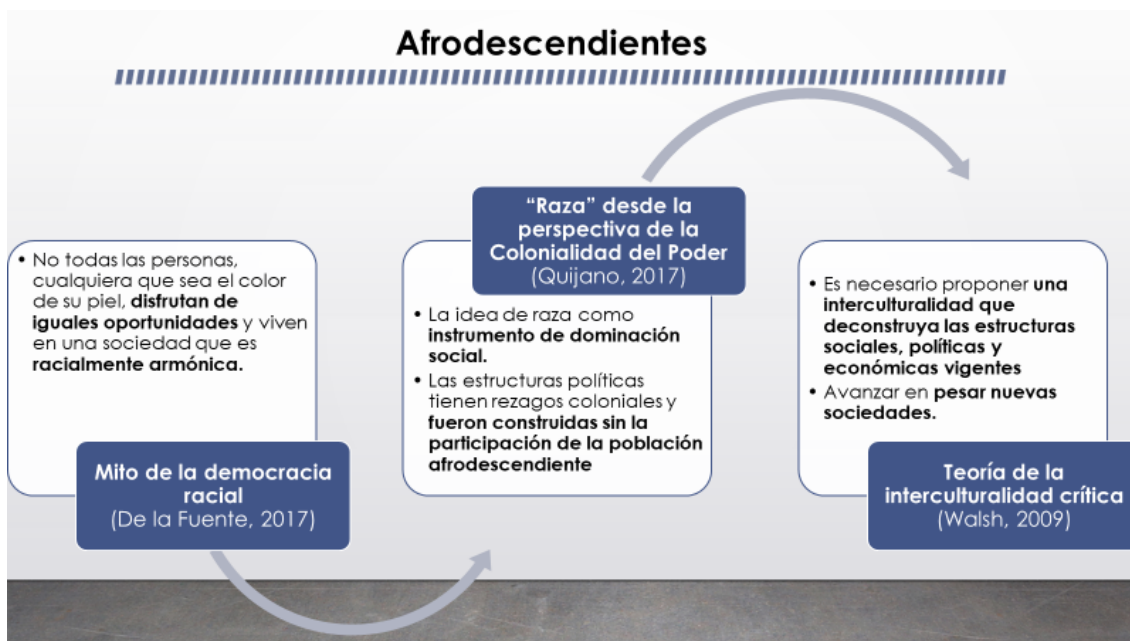 Afrodescendientes
• No todas las personas,
cualquiera que sea el color
de su piel, disfrutan de
iguales oportunidades y viven
en una sociedad que es
racialmente armónica.
Mito de la democracia
racial
(De la Fuente, 2017)
“Raza” desde la
perspectiva de la
Colonialidad del Poder
(Quijano, 2017)
• La idea de raza como
instrumento de dominación
social.
• Las estructuras políticas
tienen rezagos coloniales y
fueron construidas sin la
participación de la población
afrodescendiente
• Es necesario proponer una
interculturalidad que
deconstruya las estructuras
sociales, políticas y
económicas vigentes
• Avanzar en pesar nuevas
sociedades.
Teoría de la
interculturalidad crítica
(Walsh, 2009)